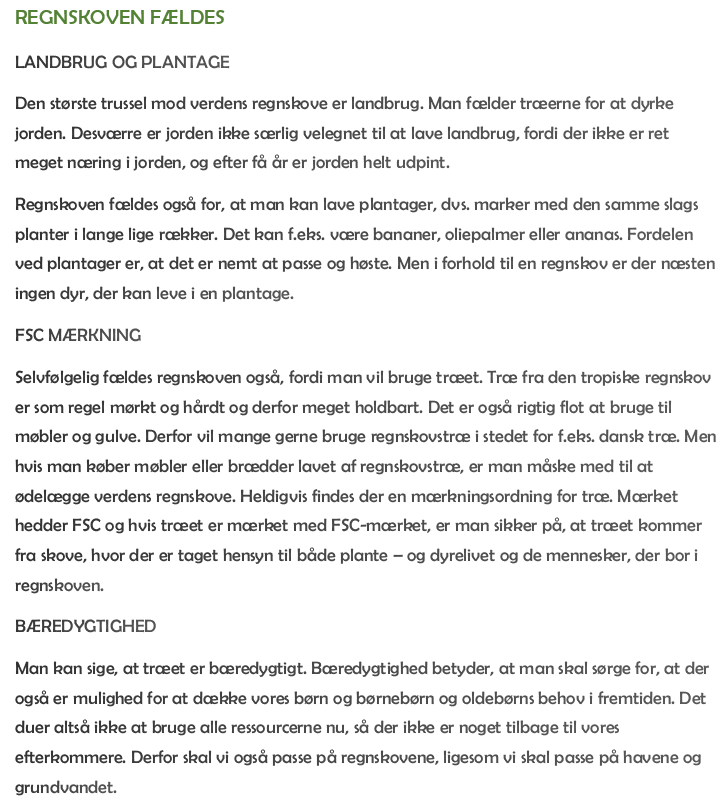 REGNSKOVEN FÆLDES
LANDBRUG OG PLANTAGE
Den største trussel mod verdens regnskove er landbrug. Man fælder træerne for at dyrke
jorden. Desværre er jorden ikke særlig velegnet til at lave landbrug, fordi der ikke er ret
meget næring i jorden, og efter få år er jorden helt udpint.
Regnskoven fældes også for, at man kan lave plantager, dvs. marker med den samme slags
planter i lange lige rækker. Det kan f.eks. være bananer, oliepalmer eller ananas. Fordelen
ved plantager er, at det er nemt at passe og høste. Men i forhold til en regnskov er der næsten
ingen dyr, der kan leve i en plantage.
FSC MÆRKNING
Selvfølgelig fældes regnskoven også, fordi man vil bruge træet. Træ fra den tropiske regnskov
er som regel mørkt og hårdt og derfor meget holdbart. Det er også rigtig flot at bruge til
møbler og gulve. Derfor vil mange gerne bruge regnskovstræ i stedet for f.eks. dansk træ. Men
hvis man køber møbler eller brædder lavet af regnskovstræ, er man måske med til at
ødelægge verdens regnskove. Heldigvis findes der en mærkningsordning for træ. Mærket
hedder FSC og hvis træet er mærket med FSC-mærket, er man sikker på, at træet kommer
fra skove, hvor der er taget hensyn til både plante – og dyrelivet og de mennesker, der bor i
regnskoven.
BÆREDYGTIGHED
Man kan sige, at træet er bæredygtigt. Bæredygtighed betyder, at man skal sørge for, at der
også er mulighed for at dække vores børn og børnebørn og oldebørns behov i fremtiden. Det
duer altså ikke at bruge alle ressourcerne nu, så der ikke er noget tilbage til vores
efterkommere. Derfor skal vi også passe på regnskovene, ligesom vi skal passe på havene og
grundvandet.